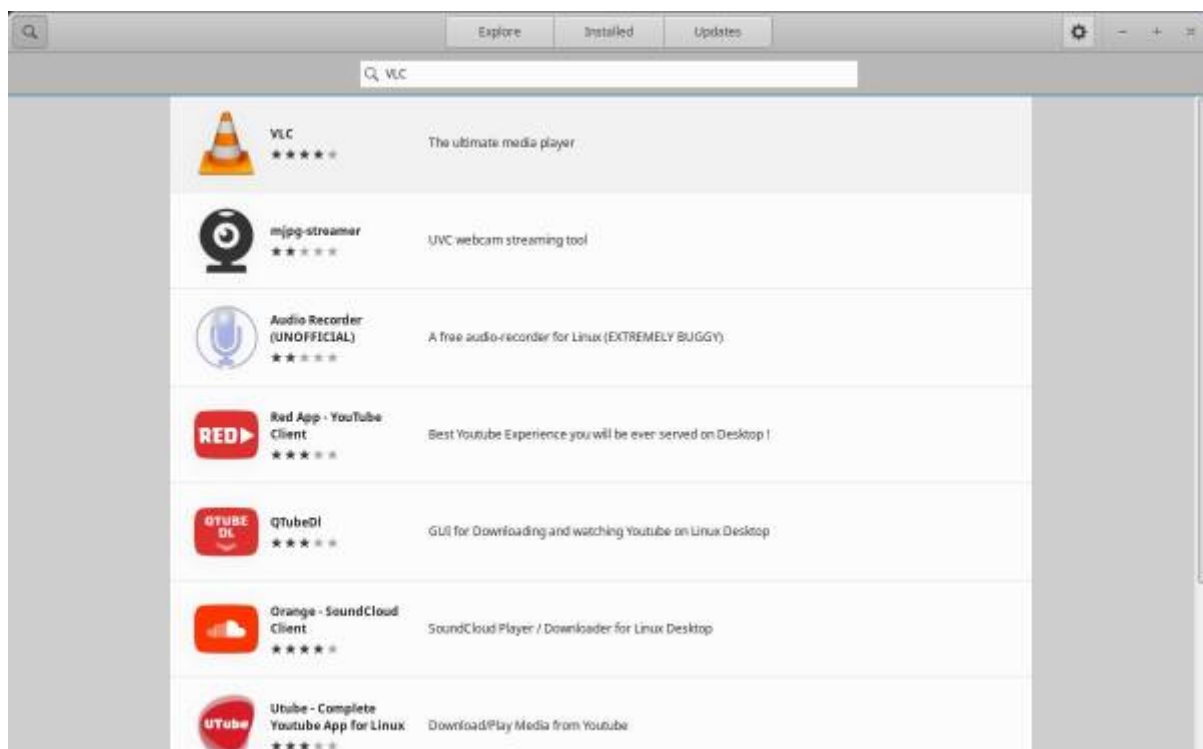 Explore Installed Updates
VLC
VLC
The ultimate media player
mjpg-streamer
UVC webcam streaming tool
Audio Recorder
(UNOFFICIAL)
A free audio-recorder for Linux (EXTREMELY BUGGY)
RED
Red App - YouTube
Client
Best Youtube Experience you will be ever served on Desktop !
QTUBE
DL
QTubeDl
GUI for Downloading and watching Youtube on Linux Desktop
Orange - SoundCloud
Client
SoundCloud Player / Downloader for Linux Desktop
UTube
Utube - Complete
Youtube App for Linux
Download/Play Media from Youtube